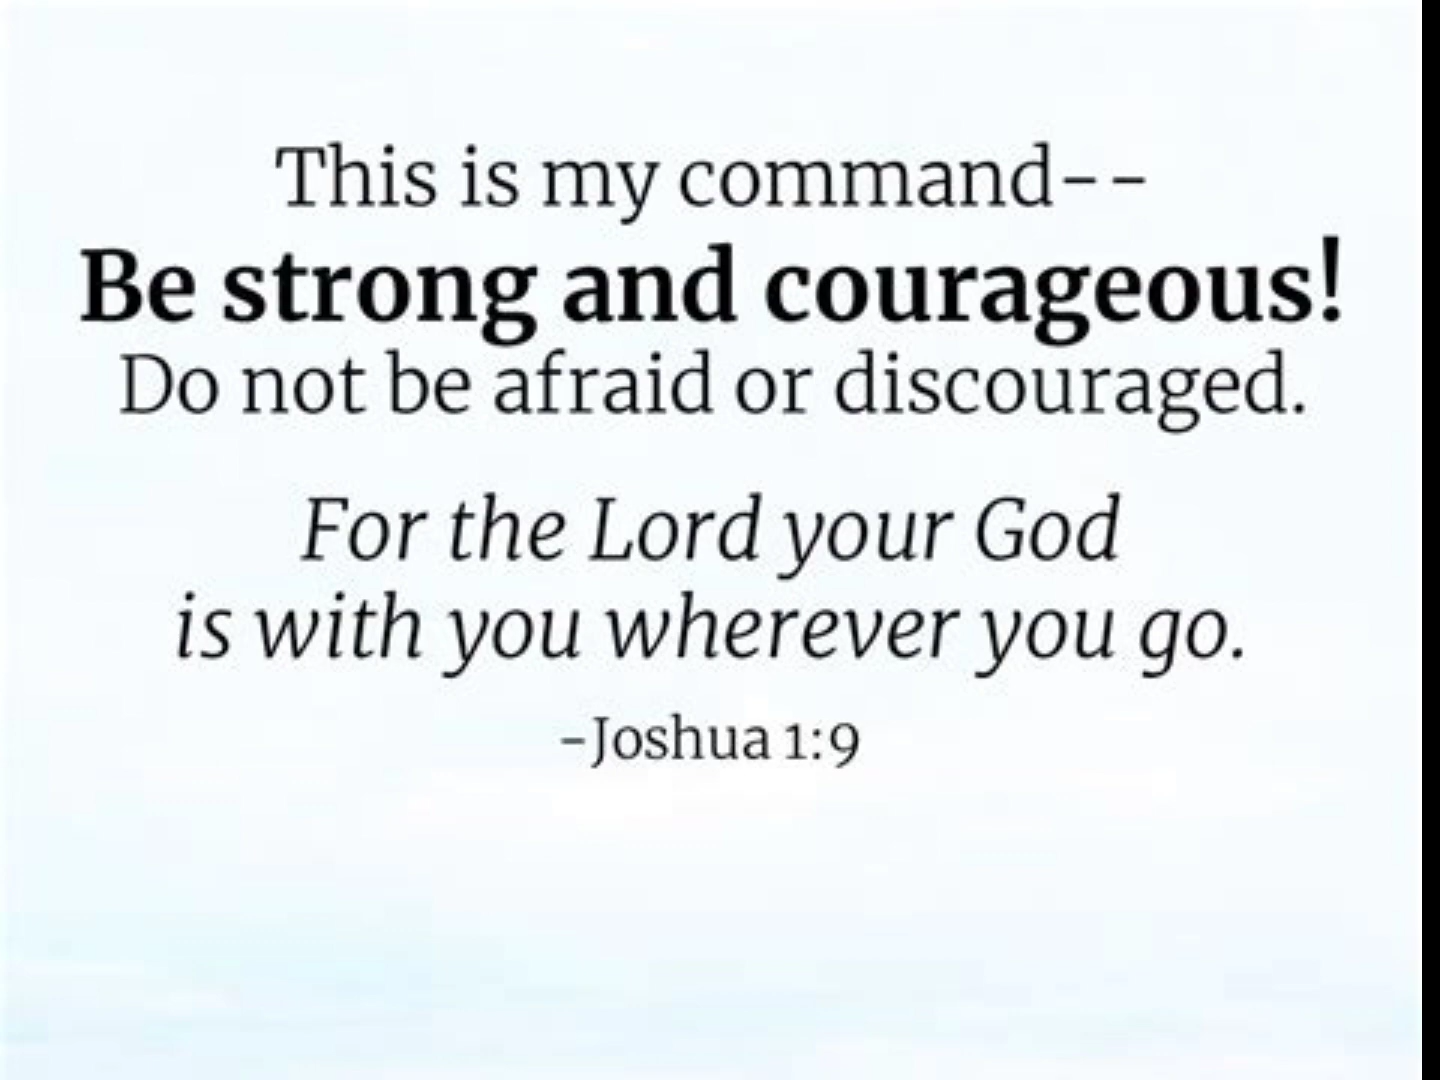 This is my command--
Be strong and courageous!
Do not be afraid or discouraged.
For the Lord your God
is with you wherever you go.
-Joshua 1:9